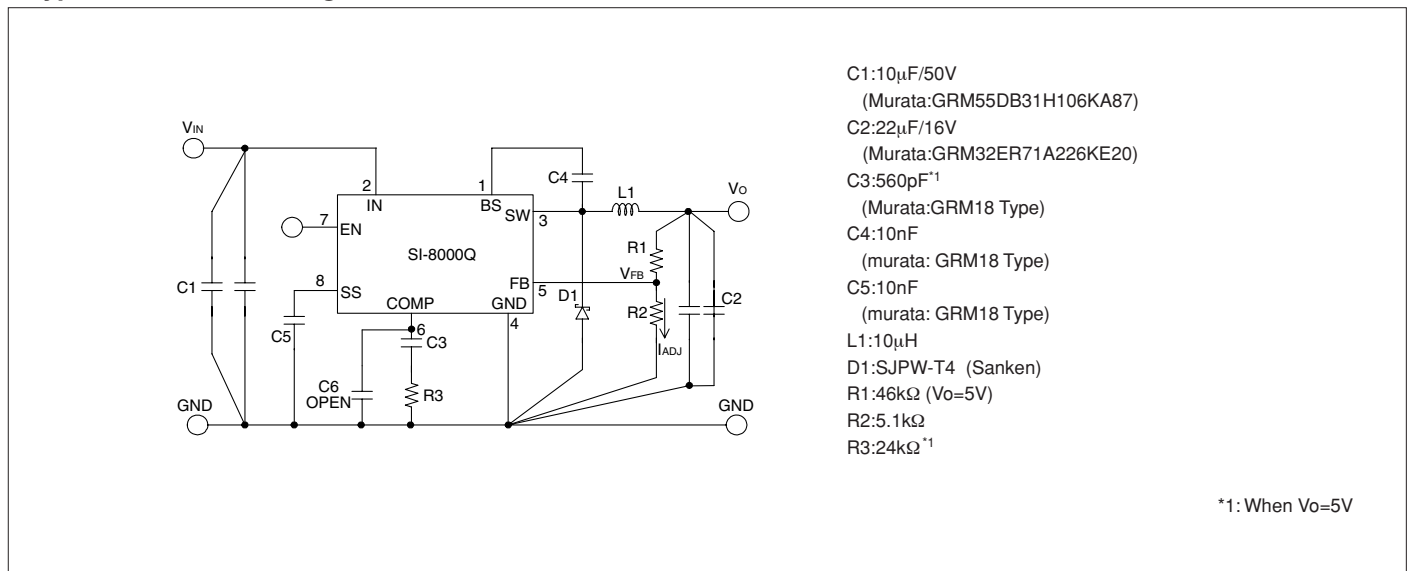 VIN
C1
GND
7
EN
8
SS
C5
2
IN
1
BS
SI-8000Q
COMP
6
GND
4
SW
3
FB
5
C4
C3
C6
OPEN
R3
D1
L1
R1
VFB
R2
IADJ
C2
VO
GND
C1:10μF/50V
(Murata:GRM55DB31H106KA87)
C2:22μF/16V
(Murata:GRM32ER71A226KE20)
C3:560pF*1
(Murata:GRM18 Type)
C4:10nF
(murata: GRM18 Type)
C5:10nF
(murata: GRM18 Type)
L1:10μH
D1:SJPW-T4 (Sanken)
R1:46kΩ (Vo=5V)
R2:5.1kΩ
R3:24kΩ*1
*1: When Vo=5V